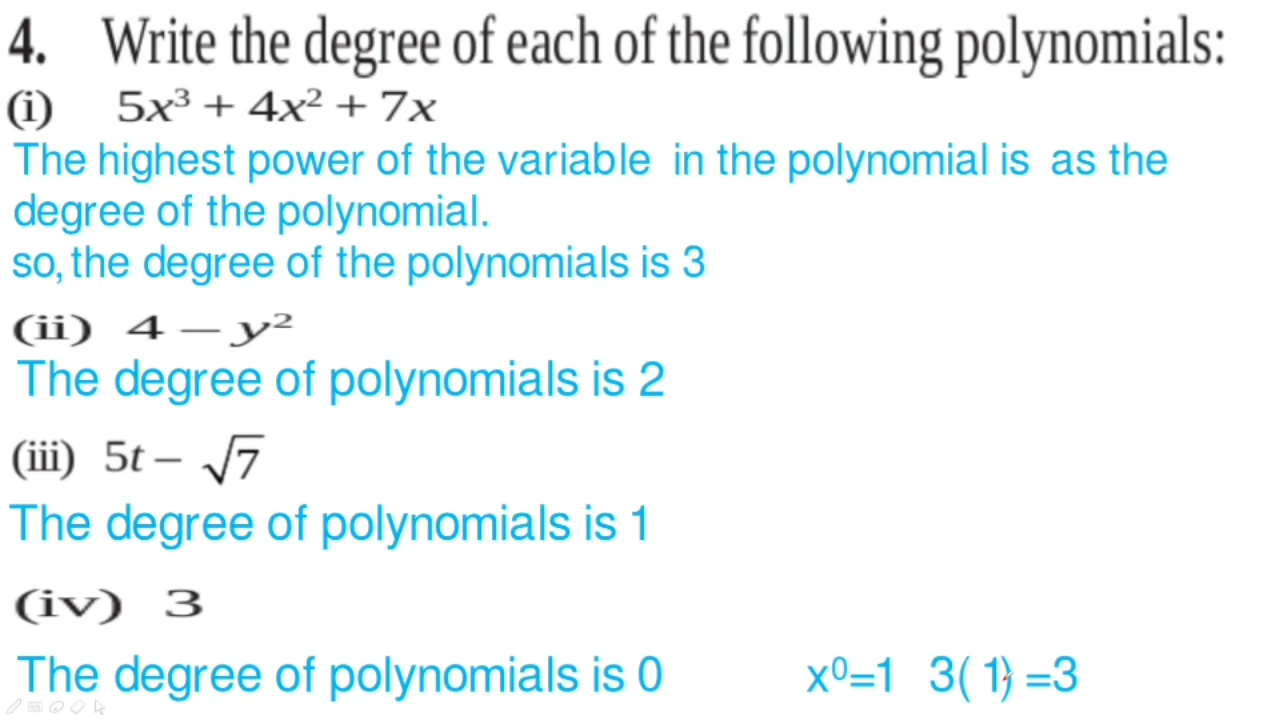 4. Write the degree of each of the following polynomials:
(i) 5x³ + 4x² + 7x
The highest power of the variable in the polynomial is as the
degree of the polynomial.
so, the degree of the polynomials is 3
(ii) 4 – y²
The degree of polynomials is 2
(iii) 5t – √7
The degree of polynomials is 1
(iv) 3
The degree of polynomials is 0 x⁰=1 3( 1) =3